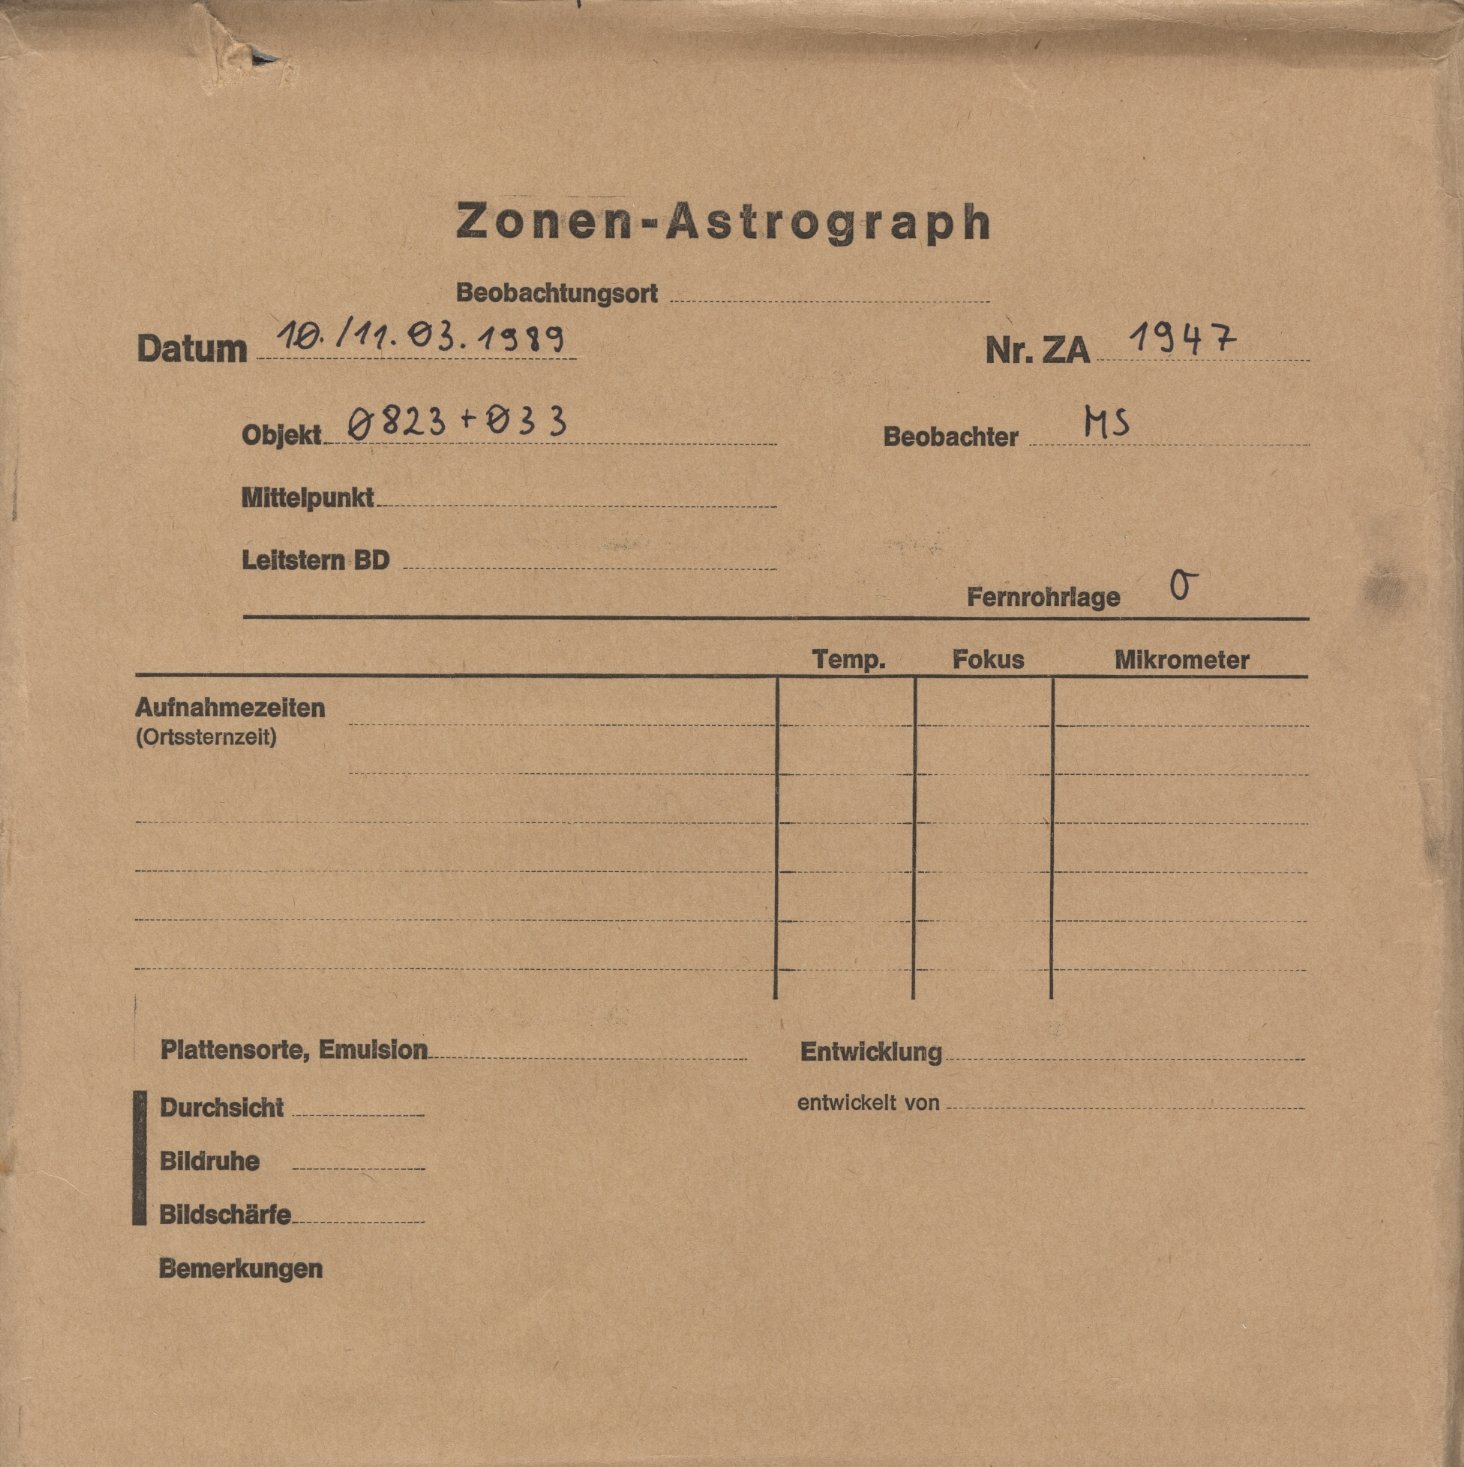 Zonen-Astrograph
Beobachtungsort
Datum 10./11.03.1989 Nr. ZA 1947
Objekt 0823+033 Beobachter MS
Mittelpunkt
Leitstern BD
Fernrohrlage O
Temp. Fokus Mikrometer
Aufnahmezeiten
(Ortssternzeit)
Plattensorte, Emulsion Entwicklung
Durchsicht entwickelt von
Bildruhe
Bildschärfe
Bemerkungen